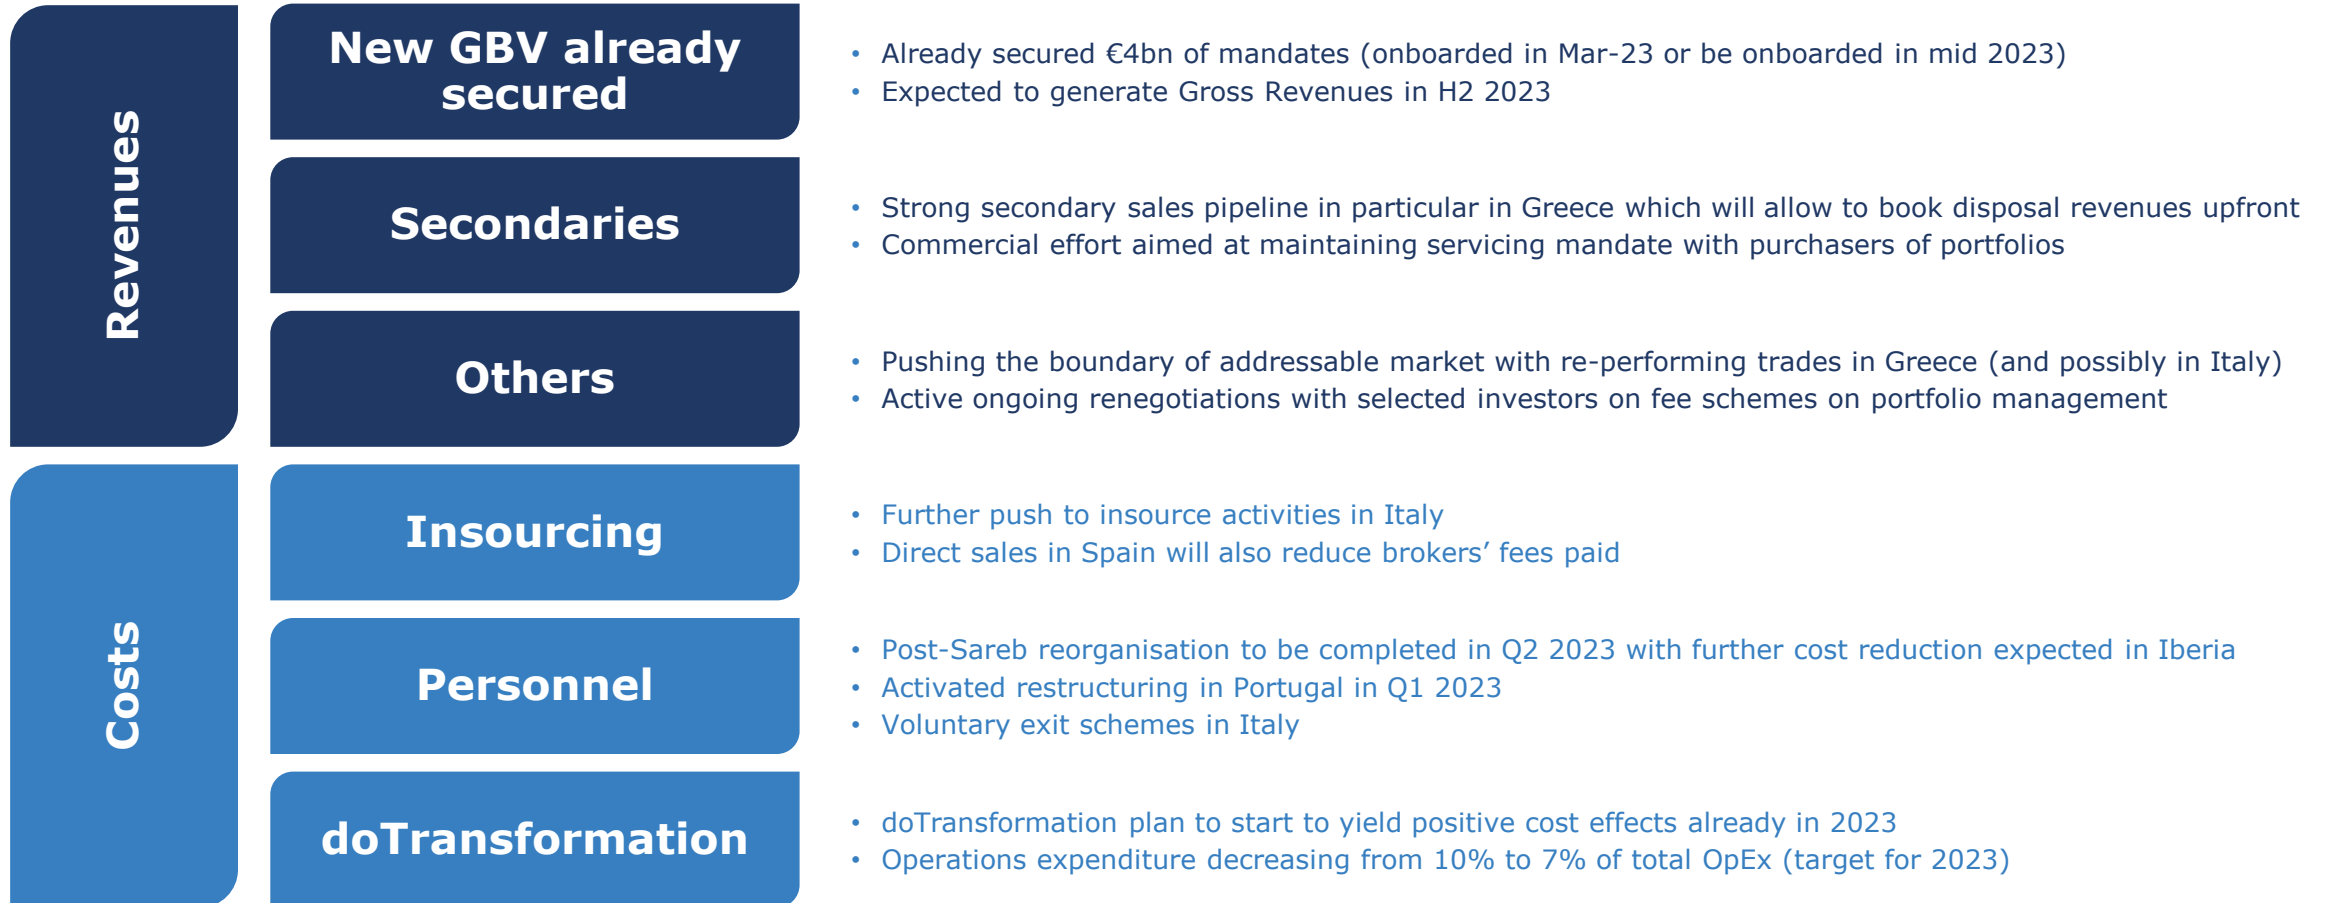 Revenues
New GBV already
secured
• Already secured €4bn of mandates (onboarded in Mar-23 or be onboarded in mid 2023)
• Expected to generate Gross Revenues in H2 2023
Secondaries
• Strong secondary sales pipeline in particular in Greece which will allow to book disposal revenues upfront
• Commercial effort aimed at maintaining servicing mandate with purchasers of portfolios
Others
• Pushing the boundary of addressable market with re-performing trades in Greece (and possibly in Italy)
• Active ongoing renegotiations with selected investors on fee schemes on portfolio management
Costs
Insourcing
• Further push to insource activities in Italy
• Direct sales in Spain will also reduce brokers’ fees paid
Personnel
• Post-Sareb reorganisation to be completed in Q2 2023 with further cost reduction expected in Iberia
• Activated restructuring in Portugal in Q1 2023
• Voluntary exit schemes in Italy
doTransformation
• doTransformation plan to start to yield positive cost effects already in 2023
• Operations expenditure decreasing from 10% to 7% of total OpEx (target for 2023)